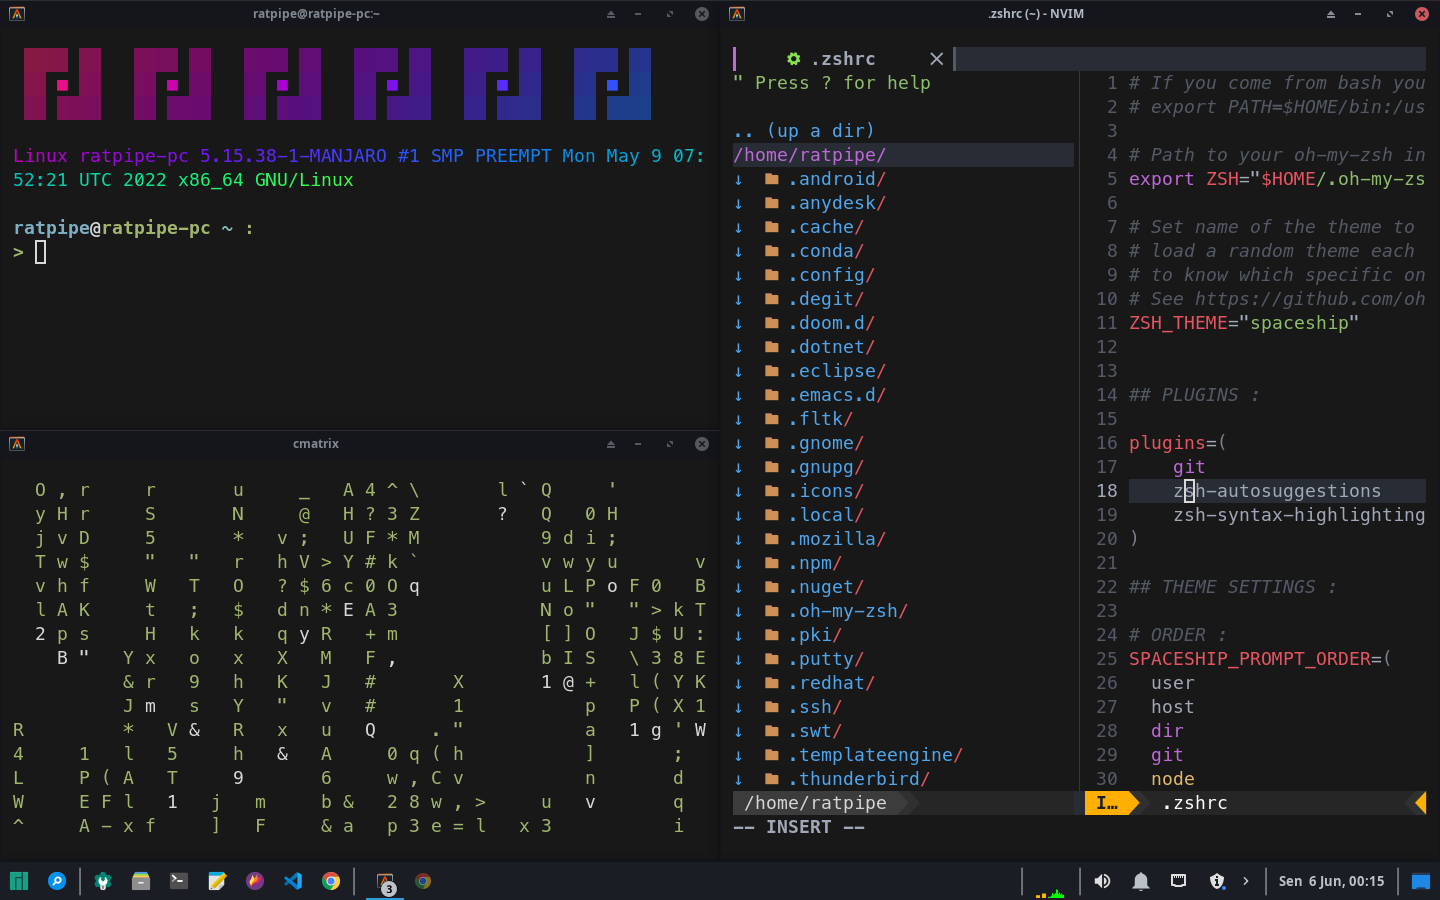 ratpipe@ratpipe-pc:~
Linux ratpipe-pc 5.15.38-1-MANJARO #1 SMP PREEMPT Mon May 9 07:
52:21 UTC 2022 x86_64 GNU/Linux
ratpipe@ratpipe-pc ~ :
>
cmatrix
O , r r u _ A 4 ^ \ l ` Q '
y H r S N @ H ? 3 Z ? Q 0 H
j v D 5 * v ; U F * M 9 d i ;
T w $ " " r h V > Y # k ` v w y u v
v h f W T O ? $ 6 c 0 O q u L P o F 0 B
l A K t ; $ d n * E A 3 N o " " > k T
2 p s H k k q y R + m [ ] O J $ U :
B " Y x o x X M F , b I S \ 3 8 E
& r 9 h K J # X 1 @ + l ( Y K
J m s Y " v # 1 p P ( X 1
R * V & R x u Q . " a 1 g ' W
4 1 l 5 h & A 0 q ( h ] ;
L P ( A T 9 6 w , C v n d
W E F l 1 j m b & 2 8 w , > u v q
^ A - x f ] F & a p 3 e = l x 3 i
.zshrc (~) - NVIM
.zshrc
" Press ? for help
.. (up a dir)
/home/ratpipe/
↓ .android/
↓ .anydesk/
↓ .cache/
↓ .conda/
↓ .config/
↓ .degit/
↓ .doom.d/
↓ .dotnet/
↓ .eclipse/
↓ .emacs.d/
↓ .fltk/
↓ .gnome/
↓ .gnupg/
↓ .icons/
↓ .local/
↓ .mozilla/
↓ .npm/
↓ .nuget/
↓ .oh-my-zsh/
↓ .pki/
↓ .putty/
↓ .redhat/
↓ .ssh/
↓ .swt/
↓ .templateengine/
↓ .thunderbird/
/home/ratpipe
-- INSERT --
1 # If you come from bash you
2 # export PATH=$HOME/bin:/us
3
4 # Path to your oh-my-zsh in
5 export ZSH="$HOME/.oh-my-zs
6
7 # Set name of the theme to
8 # load a random theme each
9 # to know which specific on
10 # See https://github.com/oh
11 ZSH_THEME="spaceship"
12
13
14 ## PLUGINS :
15
16 plugins=(
17 git
18 zsh-autosuggestions
19 zsh-syntax-highlighting
20 )
21
22 ## THEME SETTINGS :
23
24 # ORDER :
25 SPACESHIP_PROMPT_ORDER=(
26 user
27 host
28 dir
29 git
30 node
I… .zshrc
3
Sen 6 Jun, 00:15